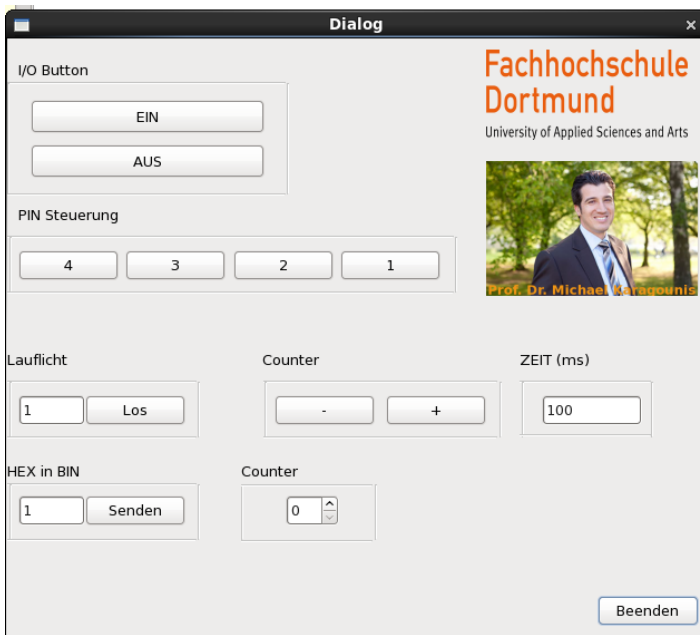 Dialog
I/O Button
EIN
AUS
Fachhochschule
Dortmund
University of Applied Sciences and Arts
PIN Steuerung
4 3 2 1
Prof. Dr. Michael Karagounis
Lauflicht Counter ZEIT (ms)
1 Los - + 100
HEX in BIN Counter
1 Senden 0
Beenden